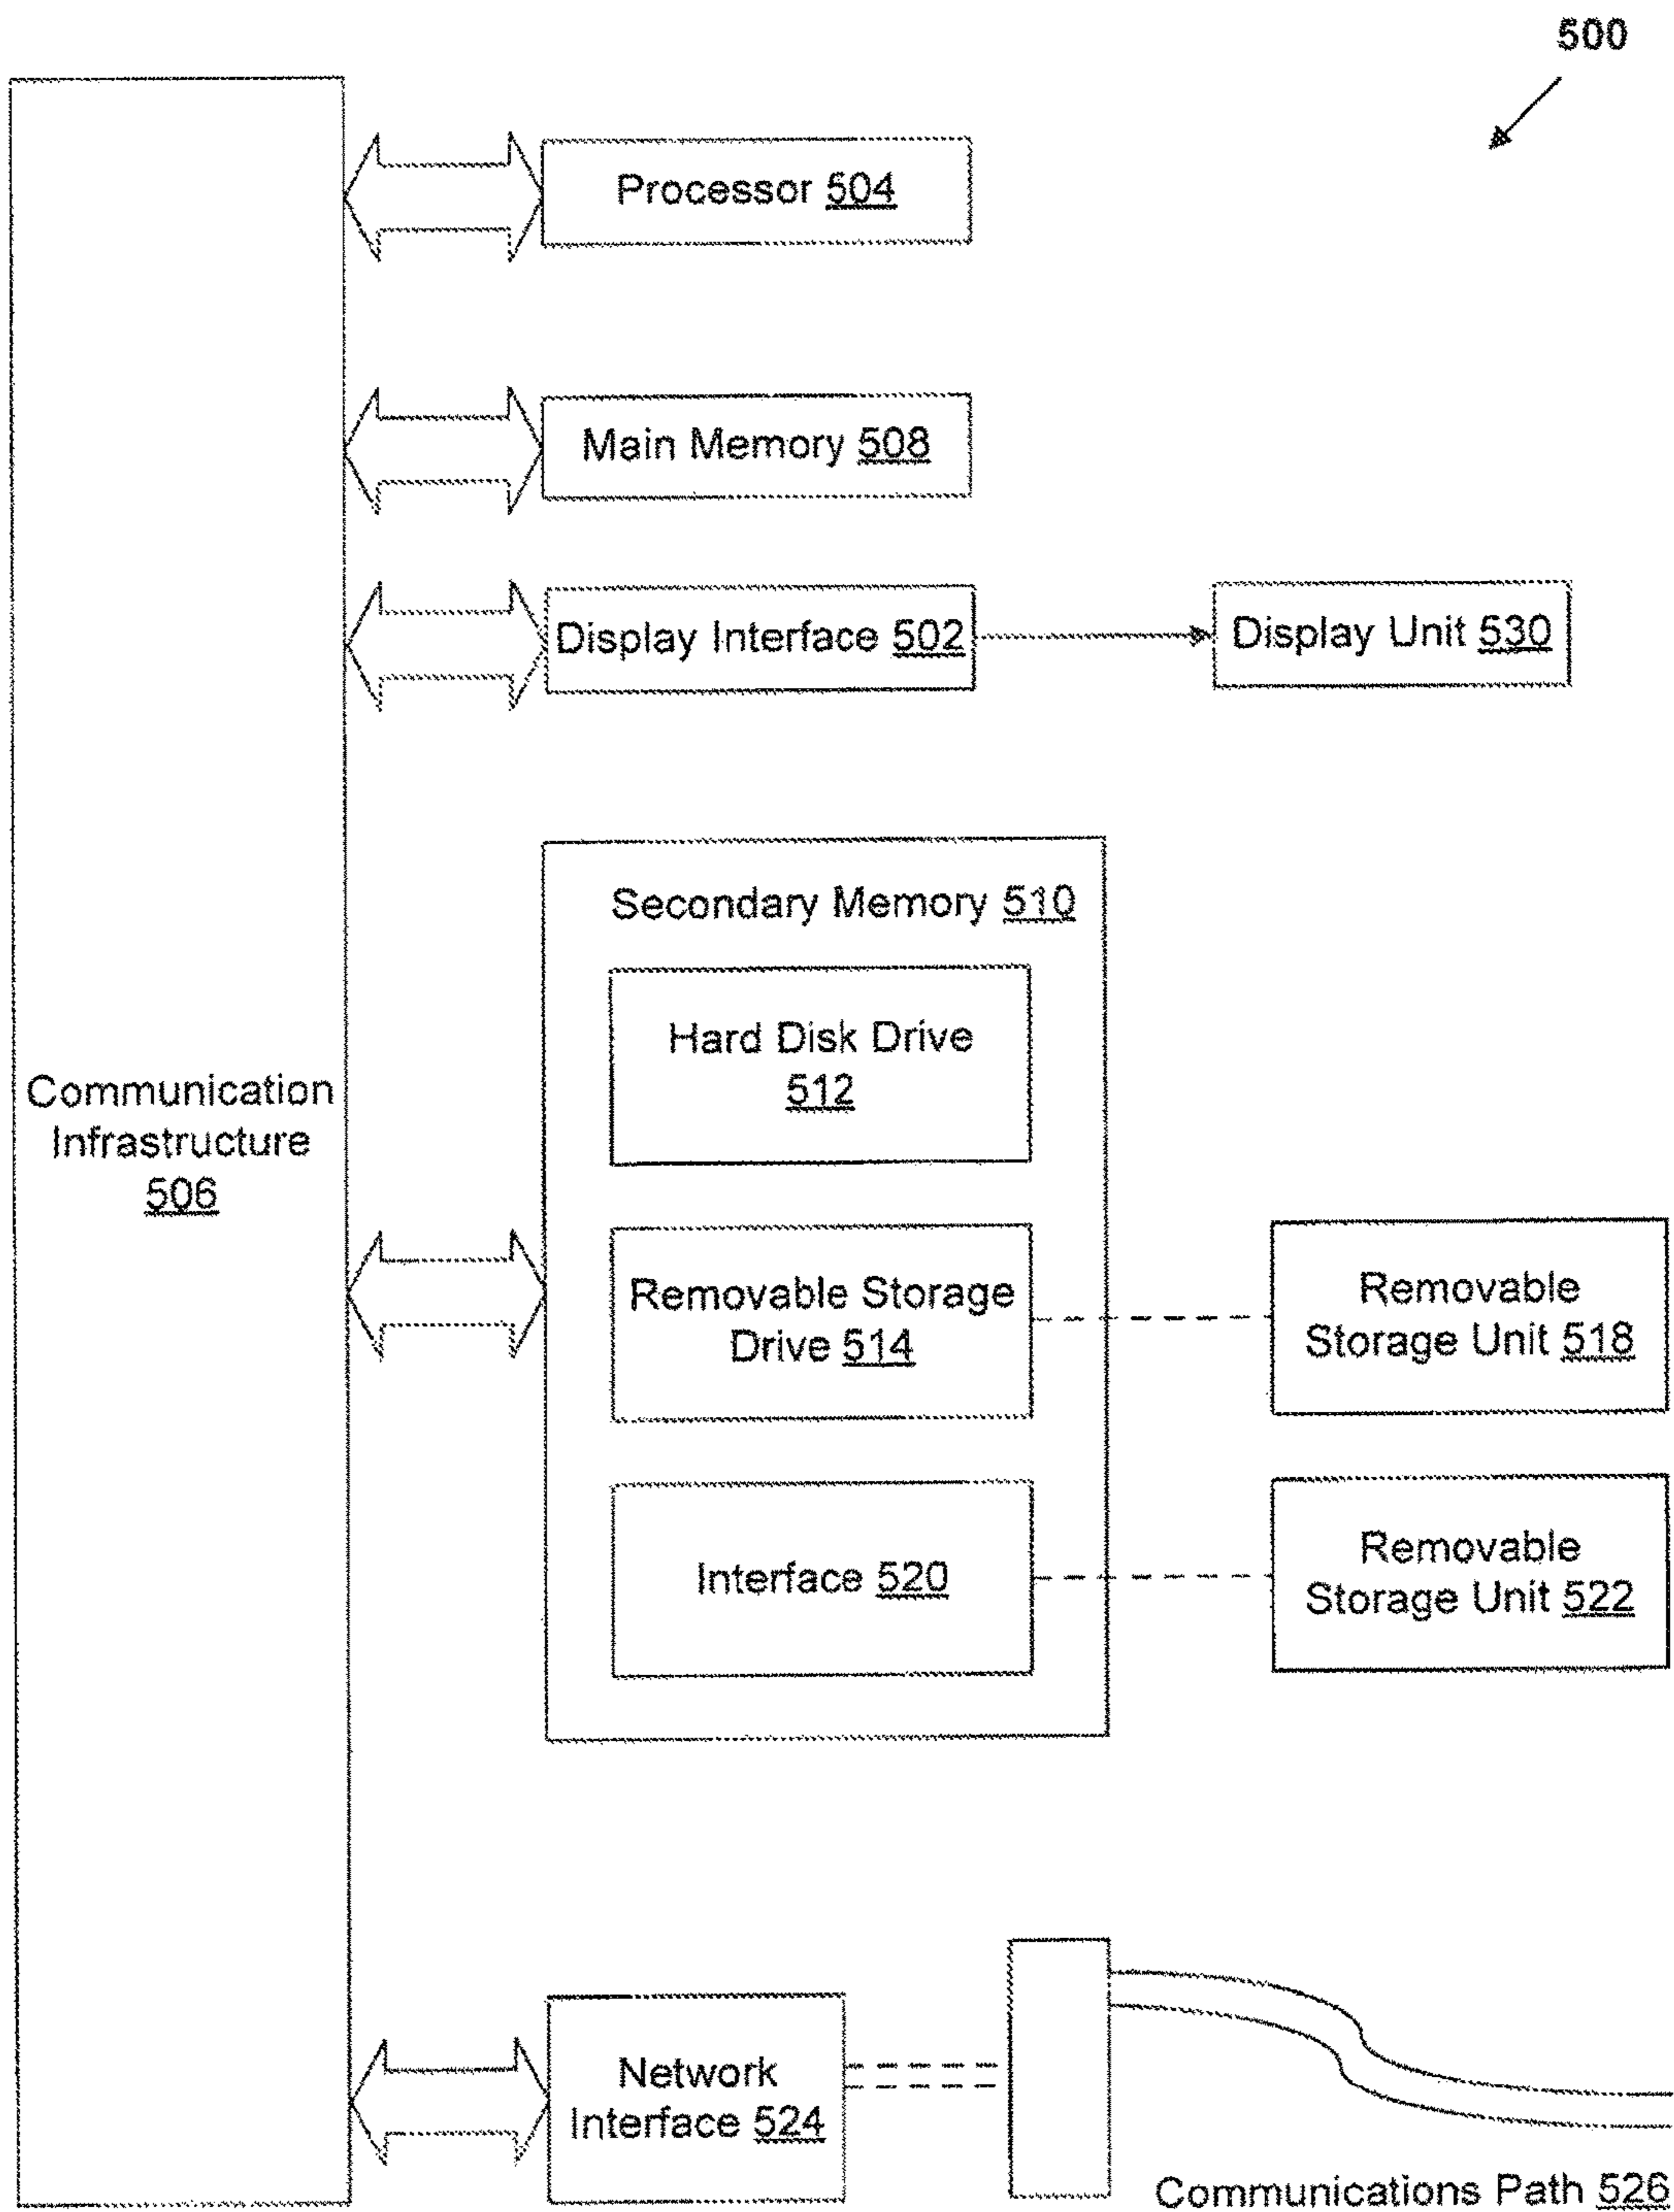 500
Processor 504
Main Memory 508
Display Interface 502
Display Unit 530
Secondary Memory 510
Hard Disk Drive
512
Communication
Infrastructure
506
Removable Storage
Drive 514
Removable
Storage Unit 518
Interface 520
Removable
Storage Unit 522
Network
Interface 524
Communications Path 526